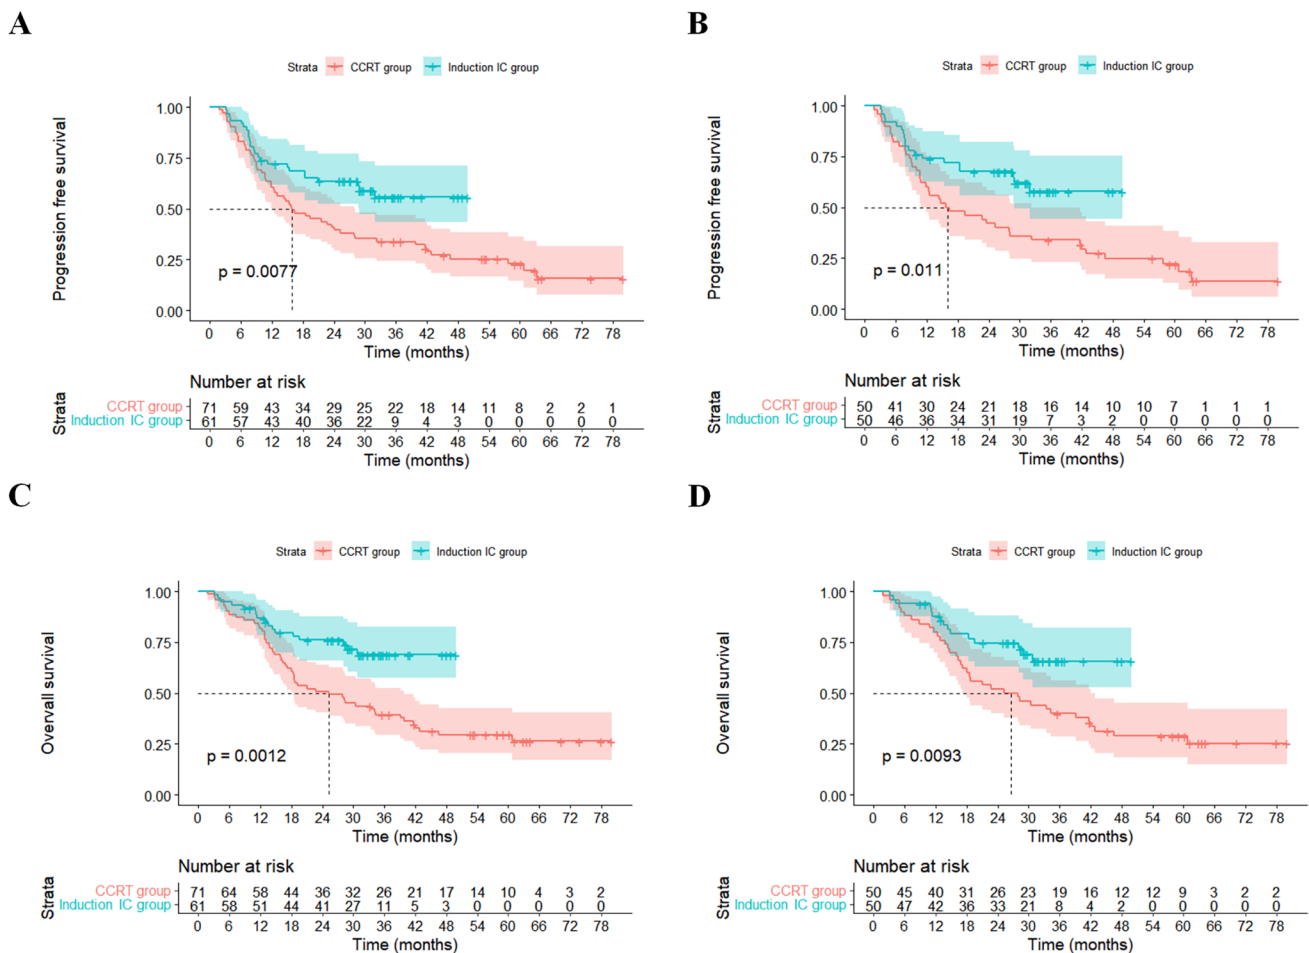 A
Strata CCRT group Induction IC group
Progression free survival
1.00
0.75
0.50
0.25
0.00
p = 0.0077
0 6 12 18 24 30 36 42 48 54 60 66 72 78
Time (months)
Number at risk
Strata
CCRT group 71 59 43 34 29 25 22 18 14 11 8 2 2 1
Induction IC group 61 57 43 40 36 22 9 4 3 0 0 0 0 0
0 6 12 18 24 30 36 42 48 54 60 66 72 78
Time (months)
B
Strata CCRT group Induction IC group
Progression free survival
1.00
0.75
0.50
0.25
0.00
p = 0.011
0 6 12 18 24 30 36 42 48 54 60 66 72 78
Time (months)
Number at risk
Strata
CCRT group 50 41 30 24 21 18 16 14 10 10 7 1 1 1
Induction IC group 50 46 36 34 31 19 7 3 2 0 0 0 0 0
0 6 12 18 24 30 36 42 48 54 60 66 72 78
Time (months)
C
Strata CCRT group Induction IC group
Overvall survival
1.00
0.75
0.50
0.25
0.00
p = 0.0012
0 6 12 18 24 30 36 42 48 54 60 66 72 78
Time (months)
Number at risk
Strata
CCRT group 71 64 58 44 36 32 26 21 17 14 10 4 3 2
Induction IC group 61 58 51 44 41 27 11 5 3 0 0 0 0 0
0 6 12 18 24 30 36 42 48 54 60 66 72 78
Time (months)
D
Strata CCRT group Induction IC group
Overvall survival
1.00
0.75
0.50
0.25
0.00
p = 0.0093
0 6 12 18 24 30 36 42 48 54 60 66 72 78
Time (months)
Number at risk
Strata
CCRT group 50 45 40 31 26 23 19 16 12 12 9 3 2 2
Induction IC group 50 47 42 36 33 21 8 4 2 0 0 0 0 0
0 6 12 18 24 30 36 42 48 54 60 66 72 78
Time (months)